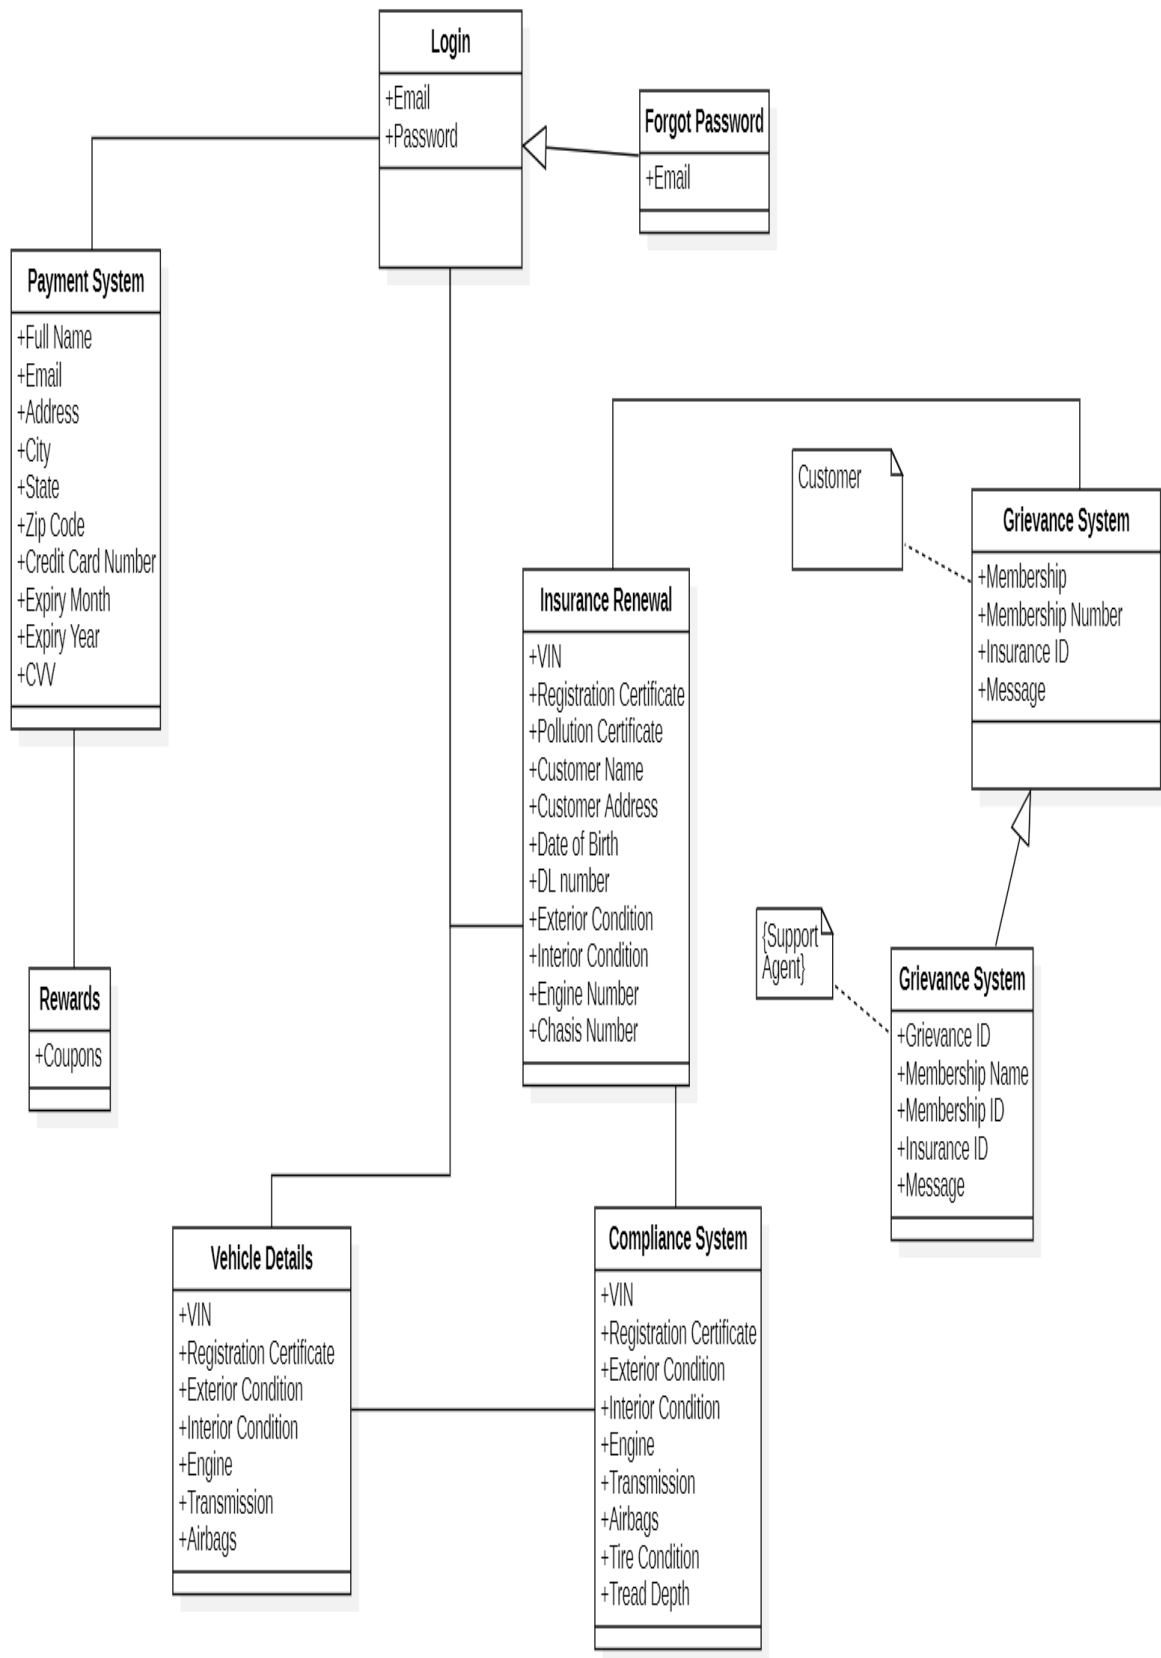 Login
+Email
+Password
Forgot Password
+Email
Payment System
+Full Name
+Email
+Address
+City
+State
+Zip Code
+Credit Card Number
+Expiry Month
+Expiry Year
+CVV
Customer
Grievance System
+Membership
+Membership Number
+Insurance ID
+Message
Insurance Renewal
+VIN
+Registration Certificate
+Pollution Certificate
+Customer Name
+Customer Address
+Date of Birth
+DL number
+Exterior Condition
+Interior Condition
+Engine Number
+Chasis Number
{Support
Agent}
Grievance System
+Grievance ID
+Membership Name
+Membership ID
+Insurance ID
+Message
Rewards
+Coupons
Vehicle Details
+VIN
+Registration Certificate
+Exterior Condition
+Interior Condition
+Engine
+Transmission
+Airbags
Compliance System
+VIN
+Registration Certificate
+Exterior Condition
+Interior Condition
+Engine
+Transmission
+Airbags
+Tire Condition
+Tread Depth